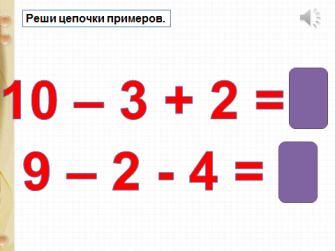 Реши цепочки примеров.
10 – 3 + 2 =
9 – 2 - 4 =